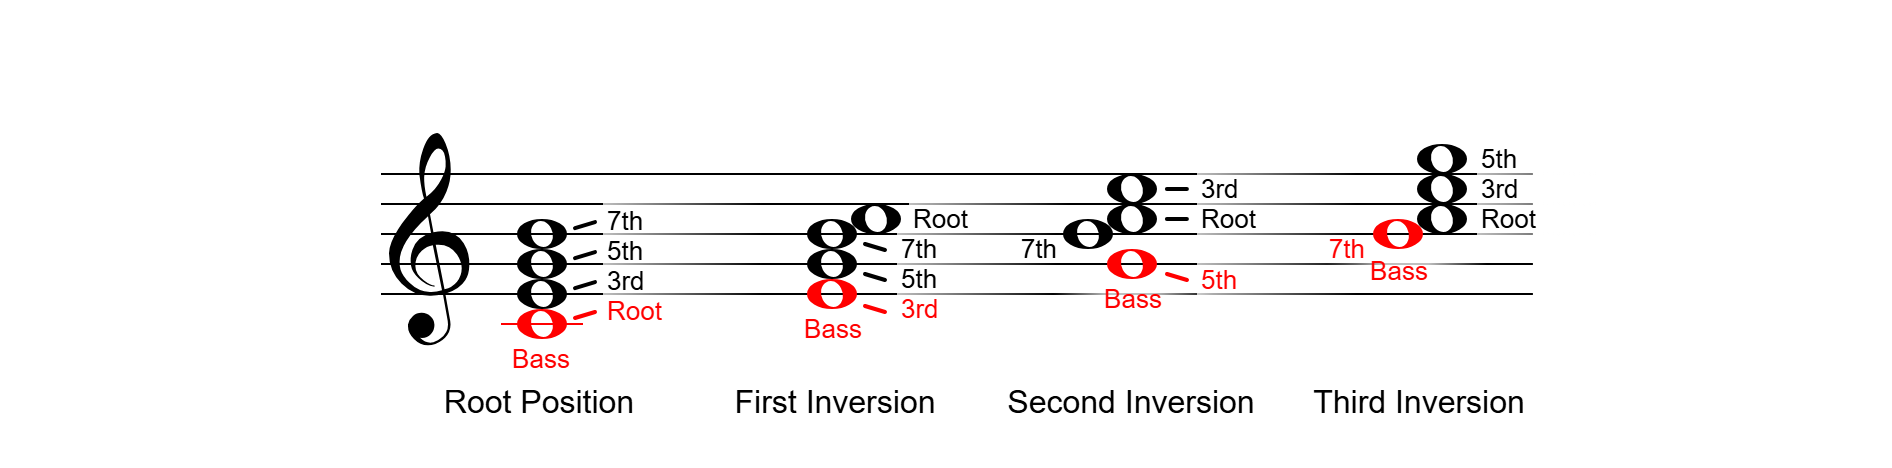 7th
5th
3rd
Root
Bass
Root Position
Root
7th
5th
3rd
Bass
First Inversion
3rd
Root
7th
5th
Bass
Second Inversion
5th
3rd
Root
7th
Bass
Third Inversion